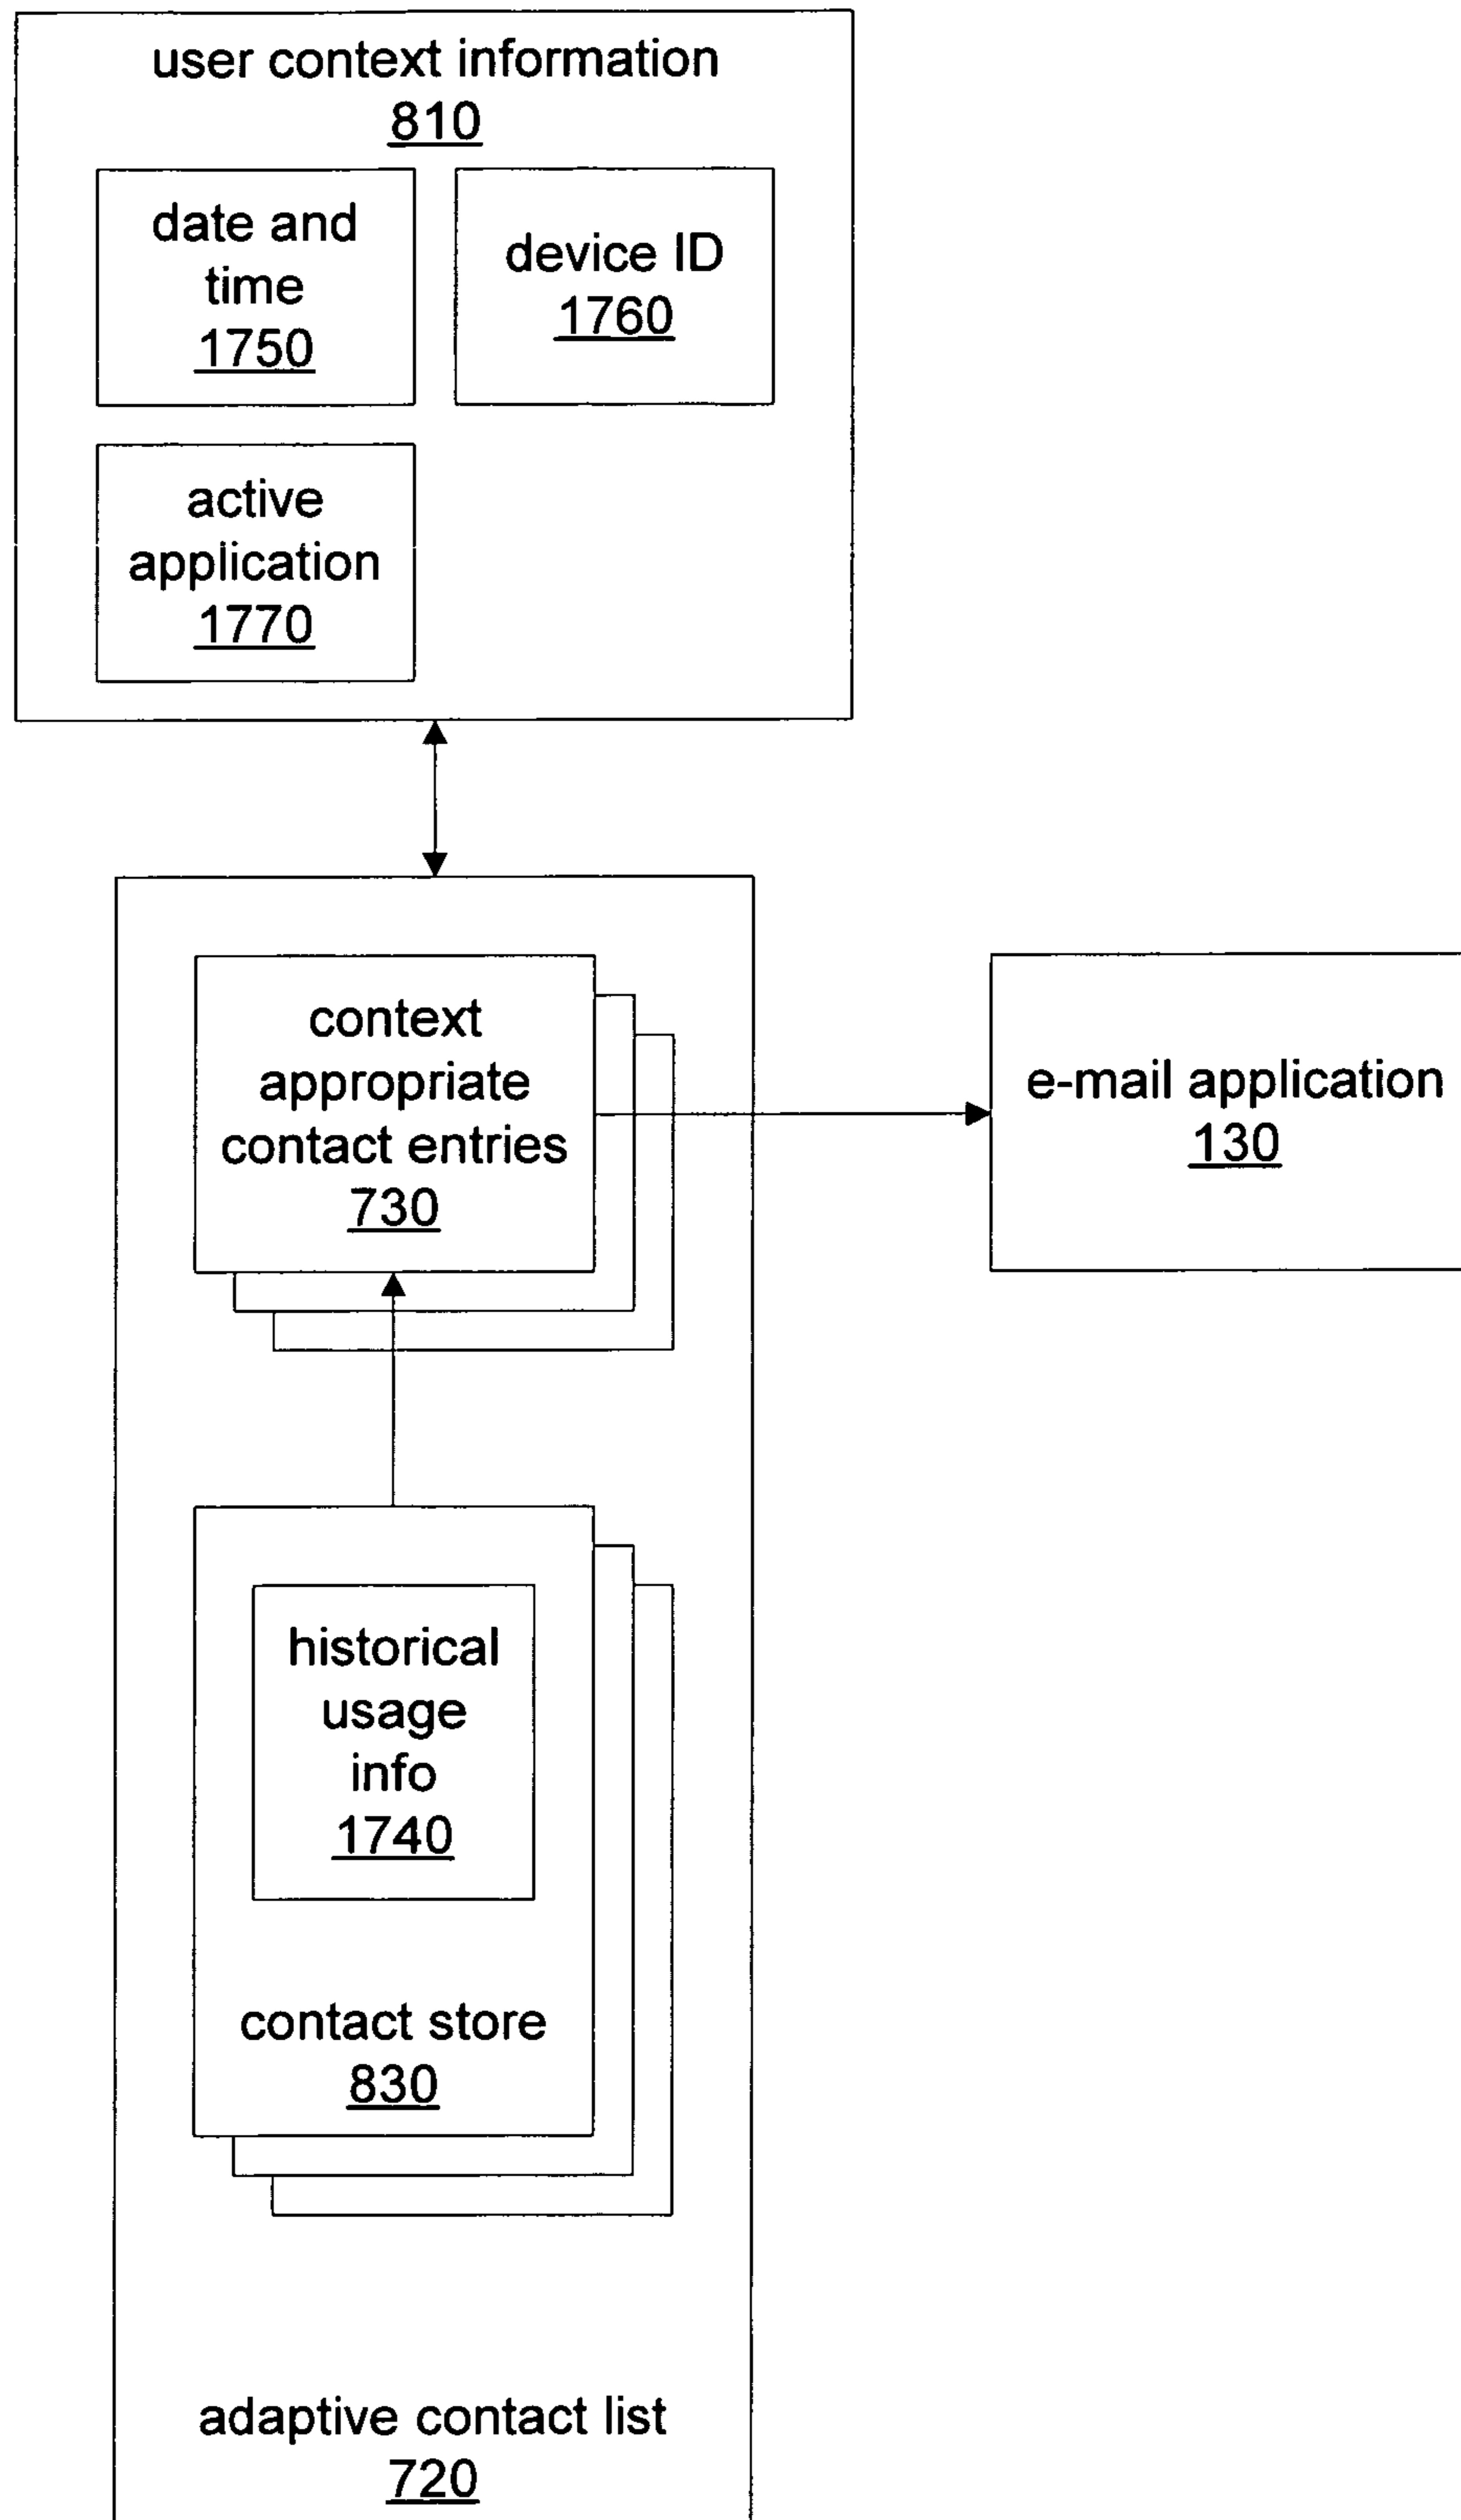 user context information
810
date and
time
1750
device ID
1760
active
application
1770
context
appropriate
contact entries
730
e-mail application
130
historical
usage
info
1740
contact store
830
adaptive contact list
720